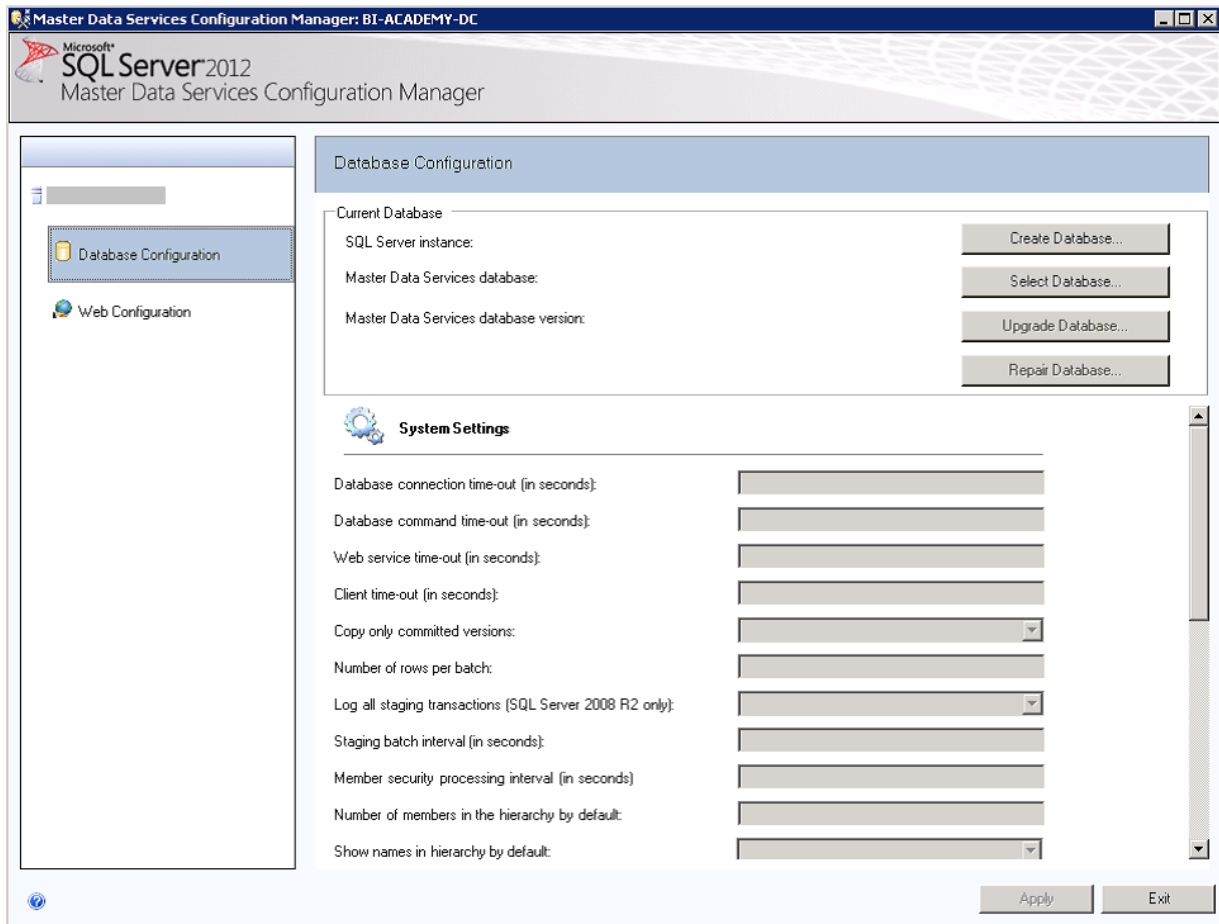 Master Data Services Configuration Manager: BI-ACADEMY-DC
Microsoft®
SQL Server 2012
Master Data Services Configuration Manager
Database Configuration
Web Configuration
Database Configuration
Current Database
SQL Server instance:
Create Database...
Master Data Services database:
Select Database...
Master Data Services database version:
Upgrade Database...
Repair Database...
System Settings
Database connection time-out (in seconds):
Database command time-out (in seconds):
Web service time-out (in seconds):
Client time-out (in seconds):
Copy only committed versions:
Number of rows per batch:
Log all staging transactions (SQL Server 2008 R2 only):
Staging batch interval (in seconds):
Member security processing interval (in seconds)
Number of members in the hierarchy by default:
Show names in hierarchy by default:
Apply
Exit